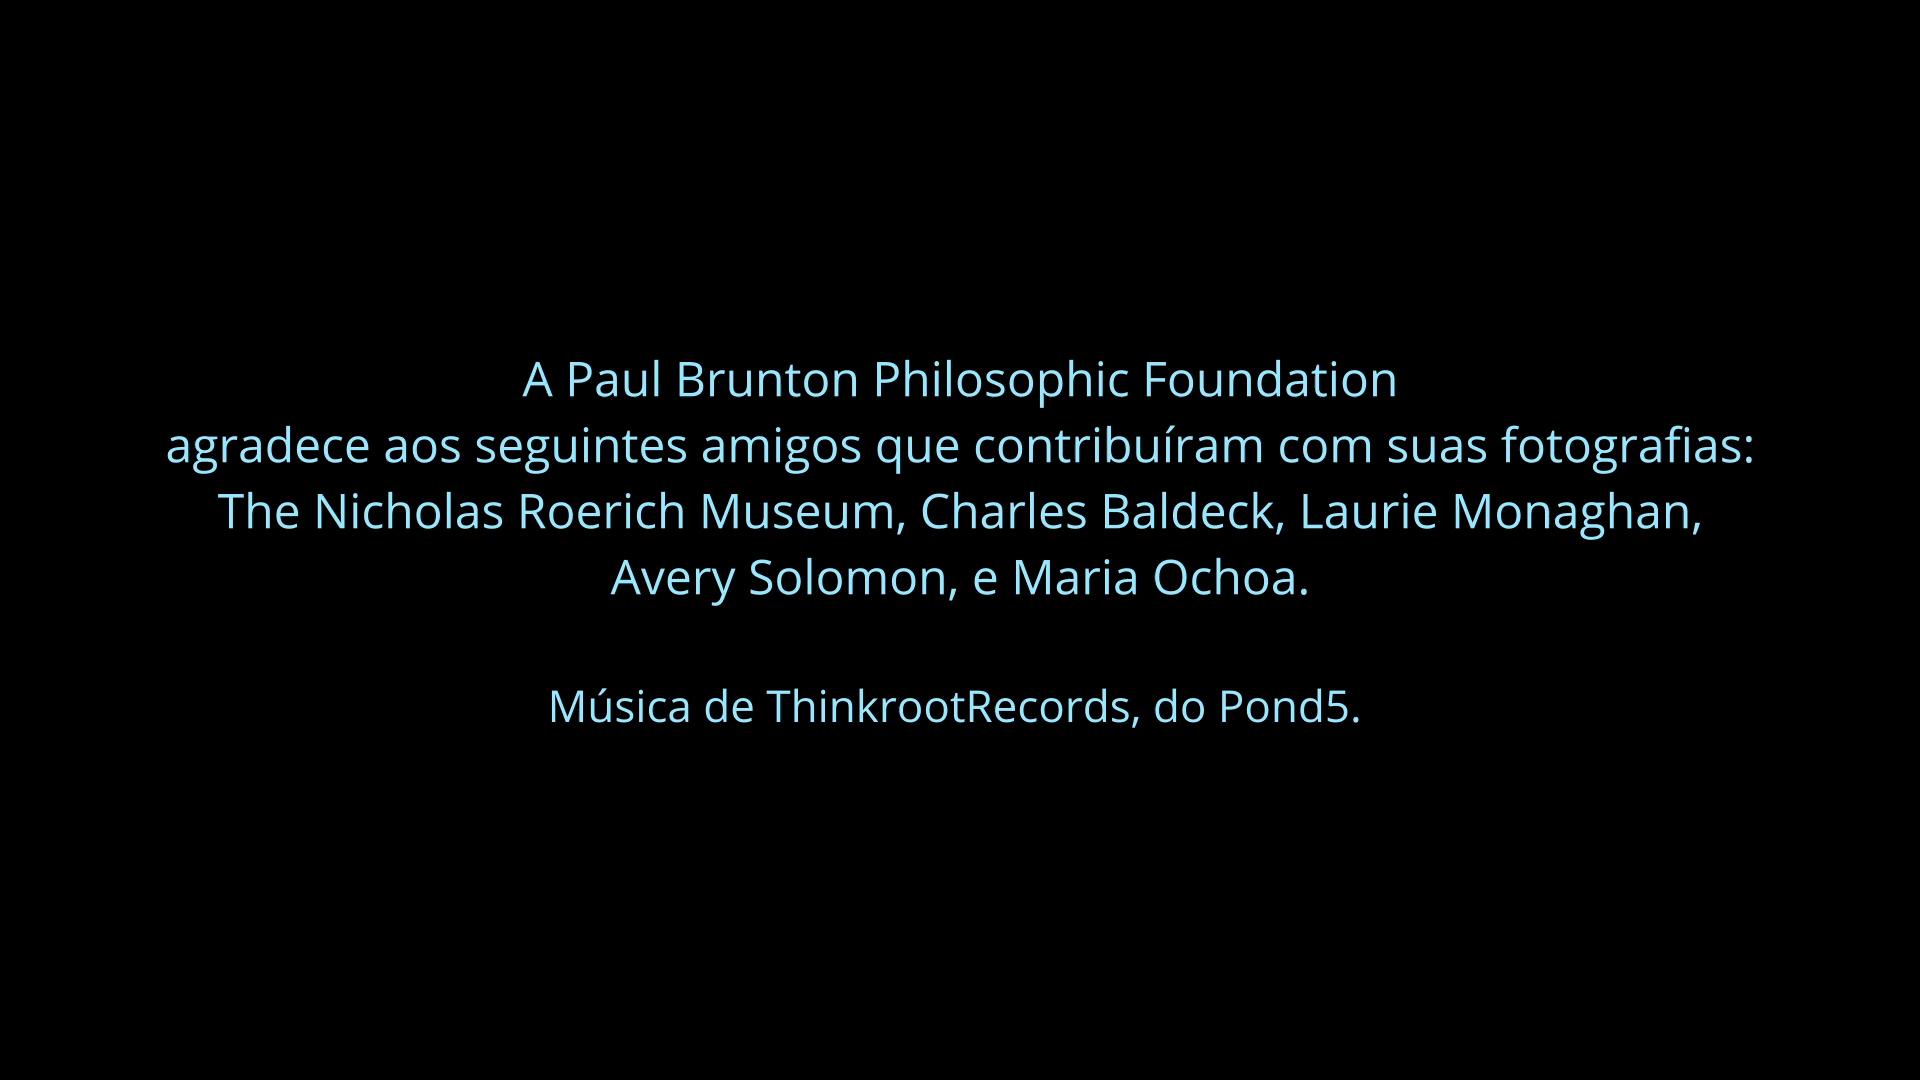 A Paul Brunton Philosophic Foundation
agradece aos seguintes amigos que contribuíram com suas fotografias:
The Nicholas Roerich Museum, Charles Baldeck, Laurie Monaghan,
Avery Solomon, e Maria Ochoa.
Música de ThinkrootRecords, do Pond5.